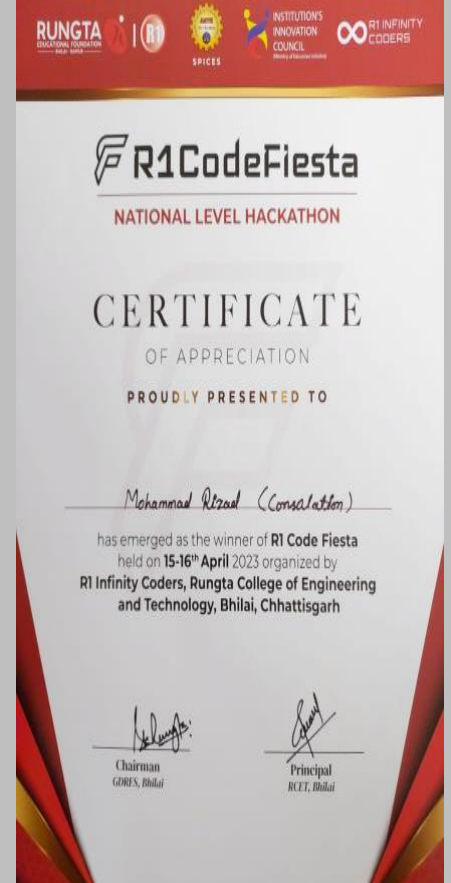 RUNGTA
EDUCATIONAL FOUNDATION
R1
SPICES
INSTITUTION'S
INNOVATION
COUNCIL
R1 INFINITY
CODERS
R1CodeFiesta
NATIONAL LEVEL HACKATHON
CERTIFICATE
OF APPRECIATION
PROUDLY PRESENTED TO
Mohammad (Consalation)
has emerged as the winner of R1 Code Fiesta
held on 15-16th April 2023 organized by
R1 Infinity Coders, Rungta College of Engineering
and Technology, Bhilai, Chhattisgarh
Chairman
GDRES, Bhilai
Principal
RCET, Bhilai